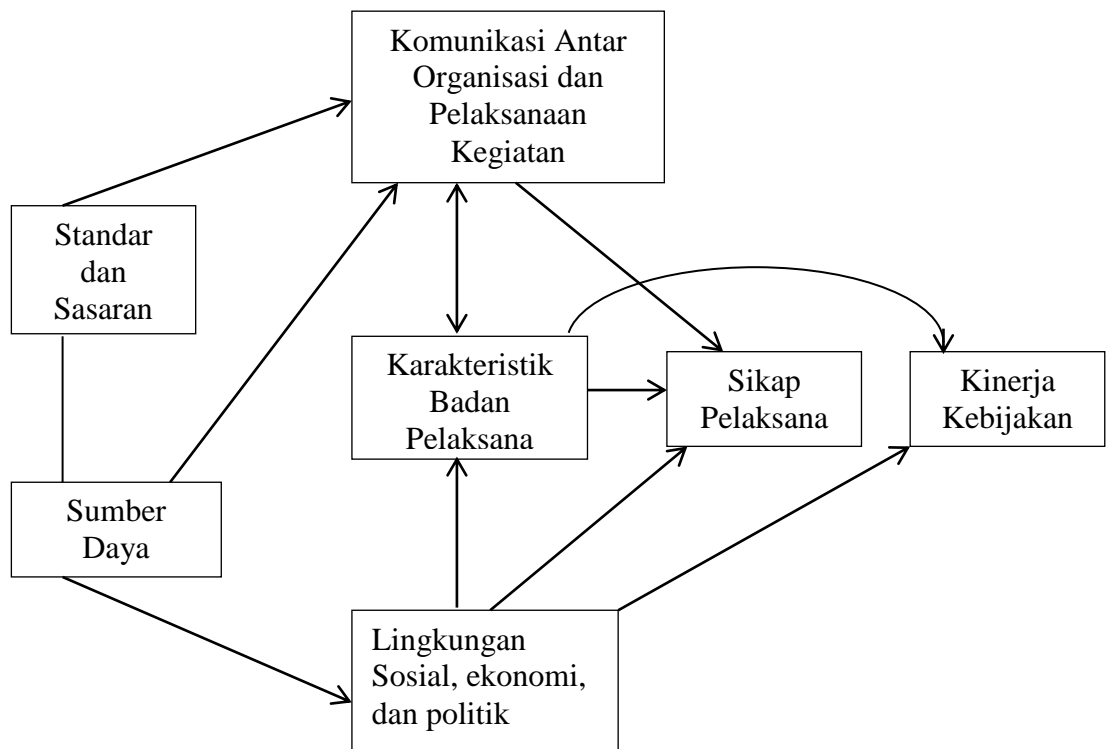 Komunikasi Antar
Organisasi dan
Pelaksanaan
Kegiatan
Standar
dan
Sasaran
Karakteristik
Badan
Pelaksana
Sikap
Pelaksana
Kinerja
Kebijakan
Sumber
Daya
Lingkungan
Sosial, ekonomi,
dan politik